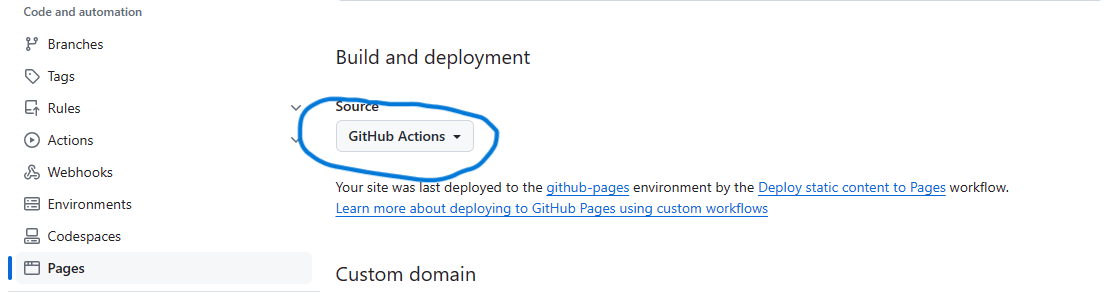 Code and automation
Branches
Tags
Rules
Actions
Webhooks
Environments
Codespaces
Pages
Build and deployment
Source
GitHub Actions
Your site was last deployed to the github-pages environment by the Deploy static content to Pages workflow.
Learn more about deploying to GitHub Pages using custom workflows
Custom domain